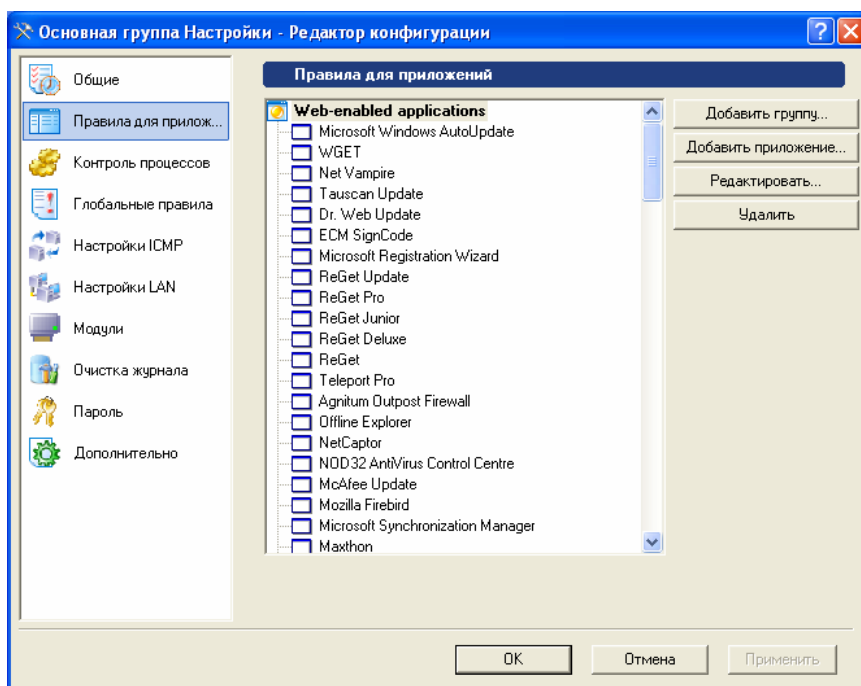 Основная группа Настройки - Редактор конфигурации
Общие
Правила для прилож...
Контроль процессов
Глобальные правила
Настройки ICMP
Настройки LAN
Модули
Очистка журнала
Пароль
Дополнительно
Правила для приложений
Web-enabled applications
Microsoft Windows AutoUpdate
WGET
Net Vampire
Tauscan Update
Dr. Web Update
ECM SignCode
Microsoft Registration Wizard
ReGet Update
ReGet Pro
ReGet Junior
ReGet Deluxe
ReGet
Teleport Pro
Agnitum Outpost Firewall
Offline Explorer
NetCaptor
NOD32 AntiVirus Control Centre
McAfee Update
Mozilla Firebird
Microsoft Synchronization Manager
Maxthon
Добавить группу...
Добавить приложение...
Редактировать...
Удалить
OK
Отмена
Применить